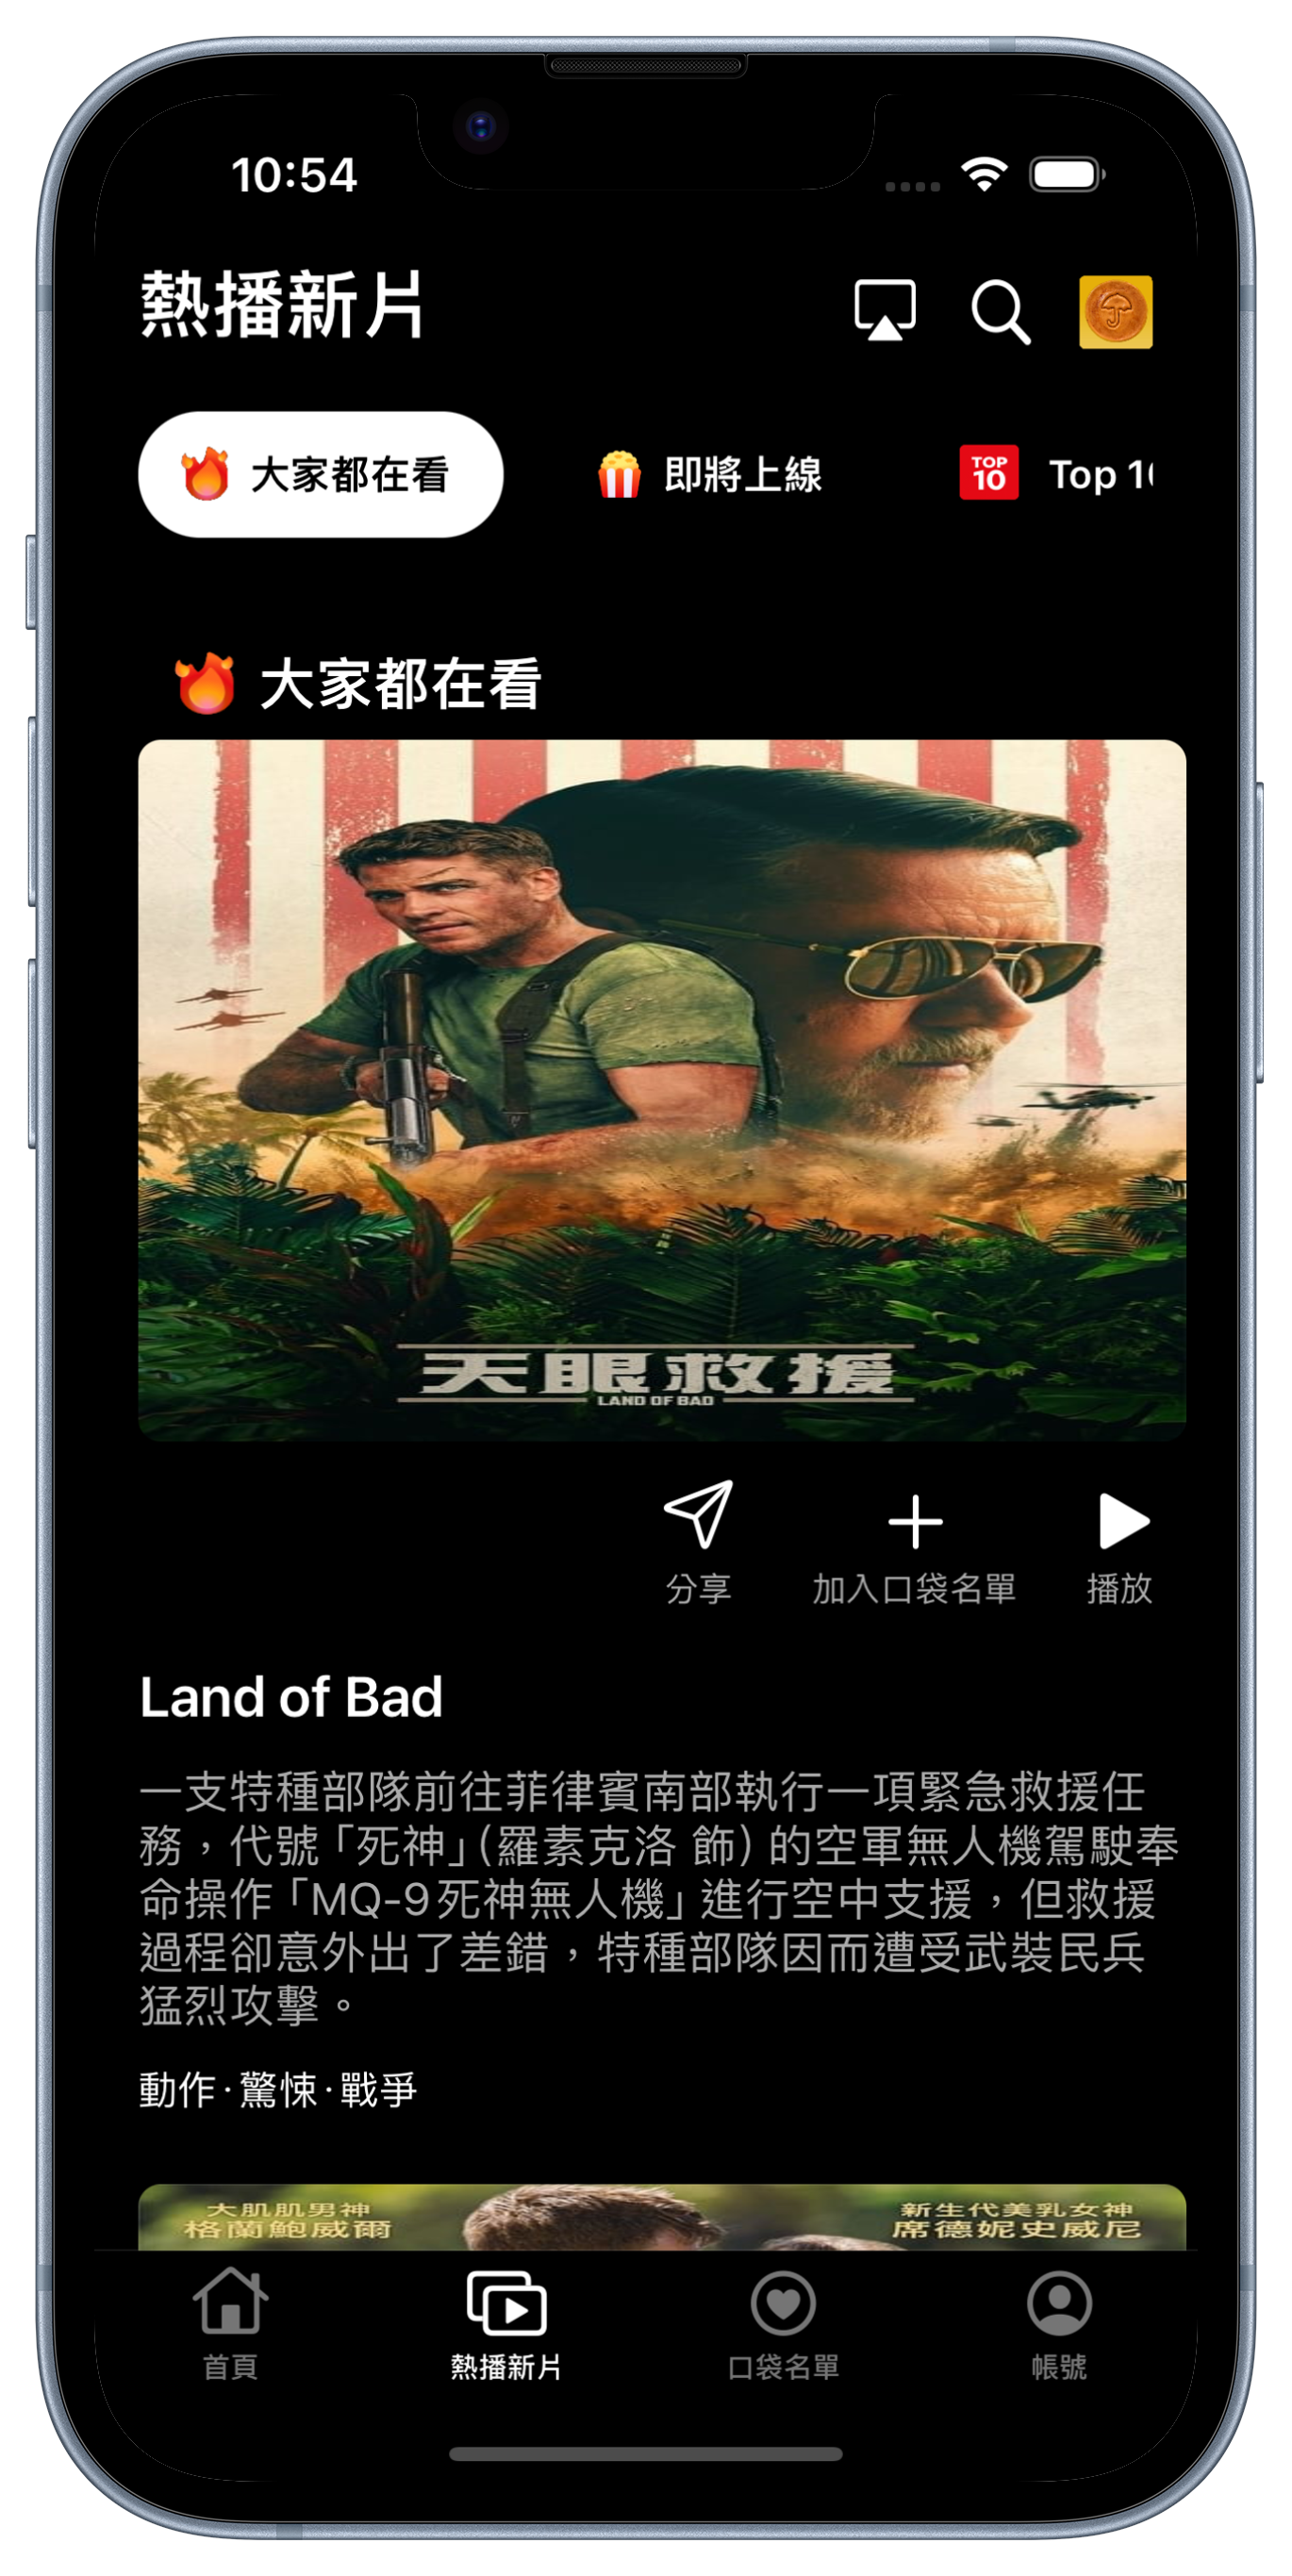 10:54
熱播新片
大家都在看
即將上線
TOP
10
Top 1
大家都在看
天眼救援
LAND OF BAD
分享
加入口袋名單
播放
Land of Bad
一支特種部隊前往菲律賓南部執行一項緊急救援任
務，代號「死神」(羅素克洛 飾) 的空軍無人機駕駛奉
命操作「MQ-9死神無人機」進行空中支援，但救援
過程卻意外出了差錯，特種部隊因而遭受武裝民兵
猛烈攻擊。
動作·驚悚·戰爭
大肌肌男神
格蘭鮑威爾
新生代美乳女神
席德妮史威尼
首頁
熱播新片
口袋名單
帳號